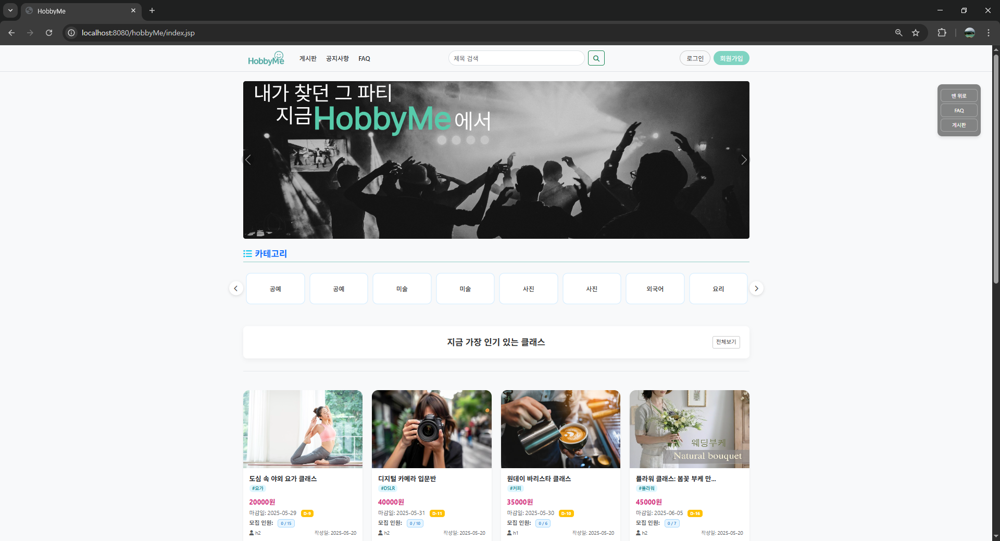 HobbyMe
localhost:8080/hobbyMe/index.jsp
HobbyMe 게시판 공지사항 FAQ 제목 검색 로그인 회원가입
내가 찾던 그 파티
지금 HobbyMe 에서
맨 위로
FAQ
게시판
카테고리
공예 공예 미술 미술 사진 사진 외국어 요리
지금 가장 인기 있는 클래스 전체보기
웨딩부케
Natural bouquet
도심 속 야외 요가 클래스
#요가
20000원
마감일: 2025-05-29 D-9
모집 인원: 0 / 15
h2 작성일: 2025-05-20
디지털 카메라 입문반
#DSLR
40000원
마감일: 2025-05-31 D-11
모집 인원: 0 / 10
h2 작성일: 2025-05-20
원데이 바리스타 클래스
#커피
35000원
마감일: 2025-05-30 D-10
모집 인원: 0 / 6
h1 작성일: 2025-05-20
플라워 클래스: 봄꽃 부케 만...
#플라워
45000원
마감일: 2025-06-05 D-16
모집 인원: 0 / 7
h2 작성일: 2025-05-20